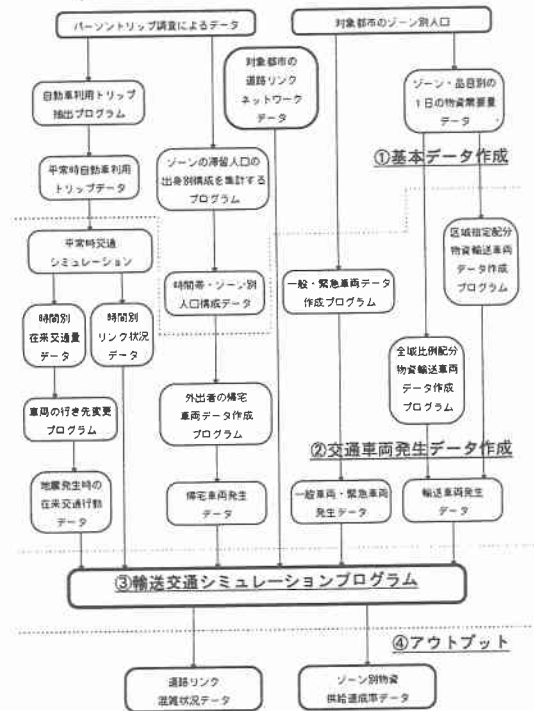 パーソントリップ調査によるデータ
対象都市のゾーン別人口
対象都市の
道路リンク
ネットワーク
データ
自動車利用トリップ
抽出プログラム
ゾーン・品目別の
1日の物資需要量
データ
①基本データ作成
平常時自動車利用
トリップデータ
ゾーンの滞留人口の
出身別構成を集計する
プログラム
平常時交通
シミュレーション
区域指定配分
物資輸送車両
データ作成
プログラム
時間帯・ゾーン別
人口構成データ
一般・緊急車両データ
作成プログラム
時間別
在来交通量
データ
時間別
リンク状況
データ
全域比例配分
物資輸送車両
データ作成
プログラム
車両の行き先変更
プログラム
外出者の帰宅
車両データ作成
プログラム
②交通車両発生データ作成
地震発生時の
在来交通行動
データ
帰宅車両発生
データ
一般車両・緊急車両
発生データ
輸送車両発生
データ
③輸送交通シミュレーションプログラム
④アウトプット
道路リンク
混雑状況データ
ゾーン別物資
供給達成率データ